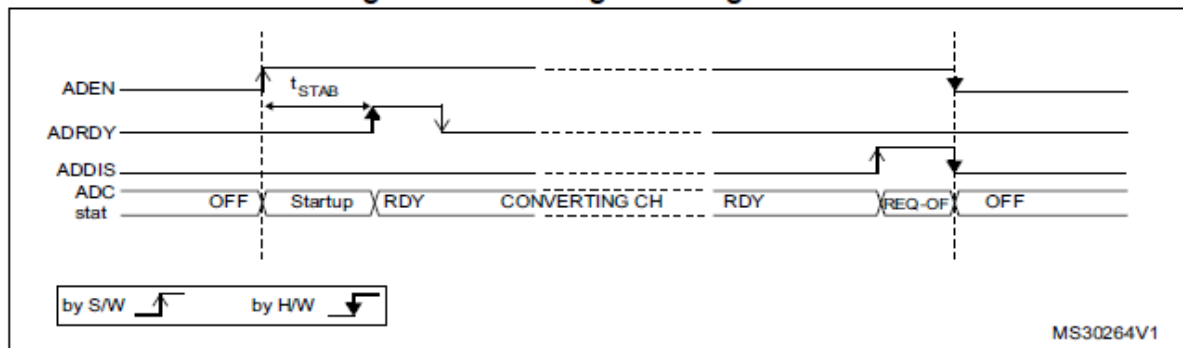 ADEN
tSTAB
ADRDY
ADDIS
ADC
stat
OFF Startup RDY CONVERTING CH RDY REQ-OF OFF
by S/W by H/W
MS30264V1